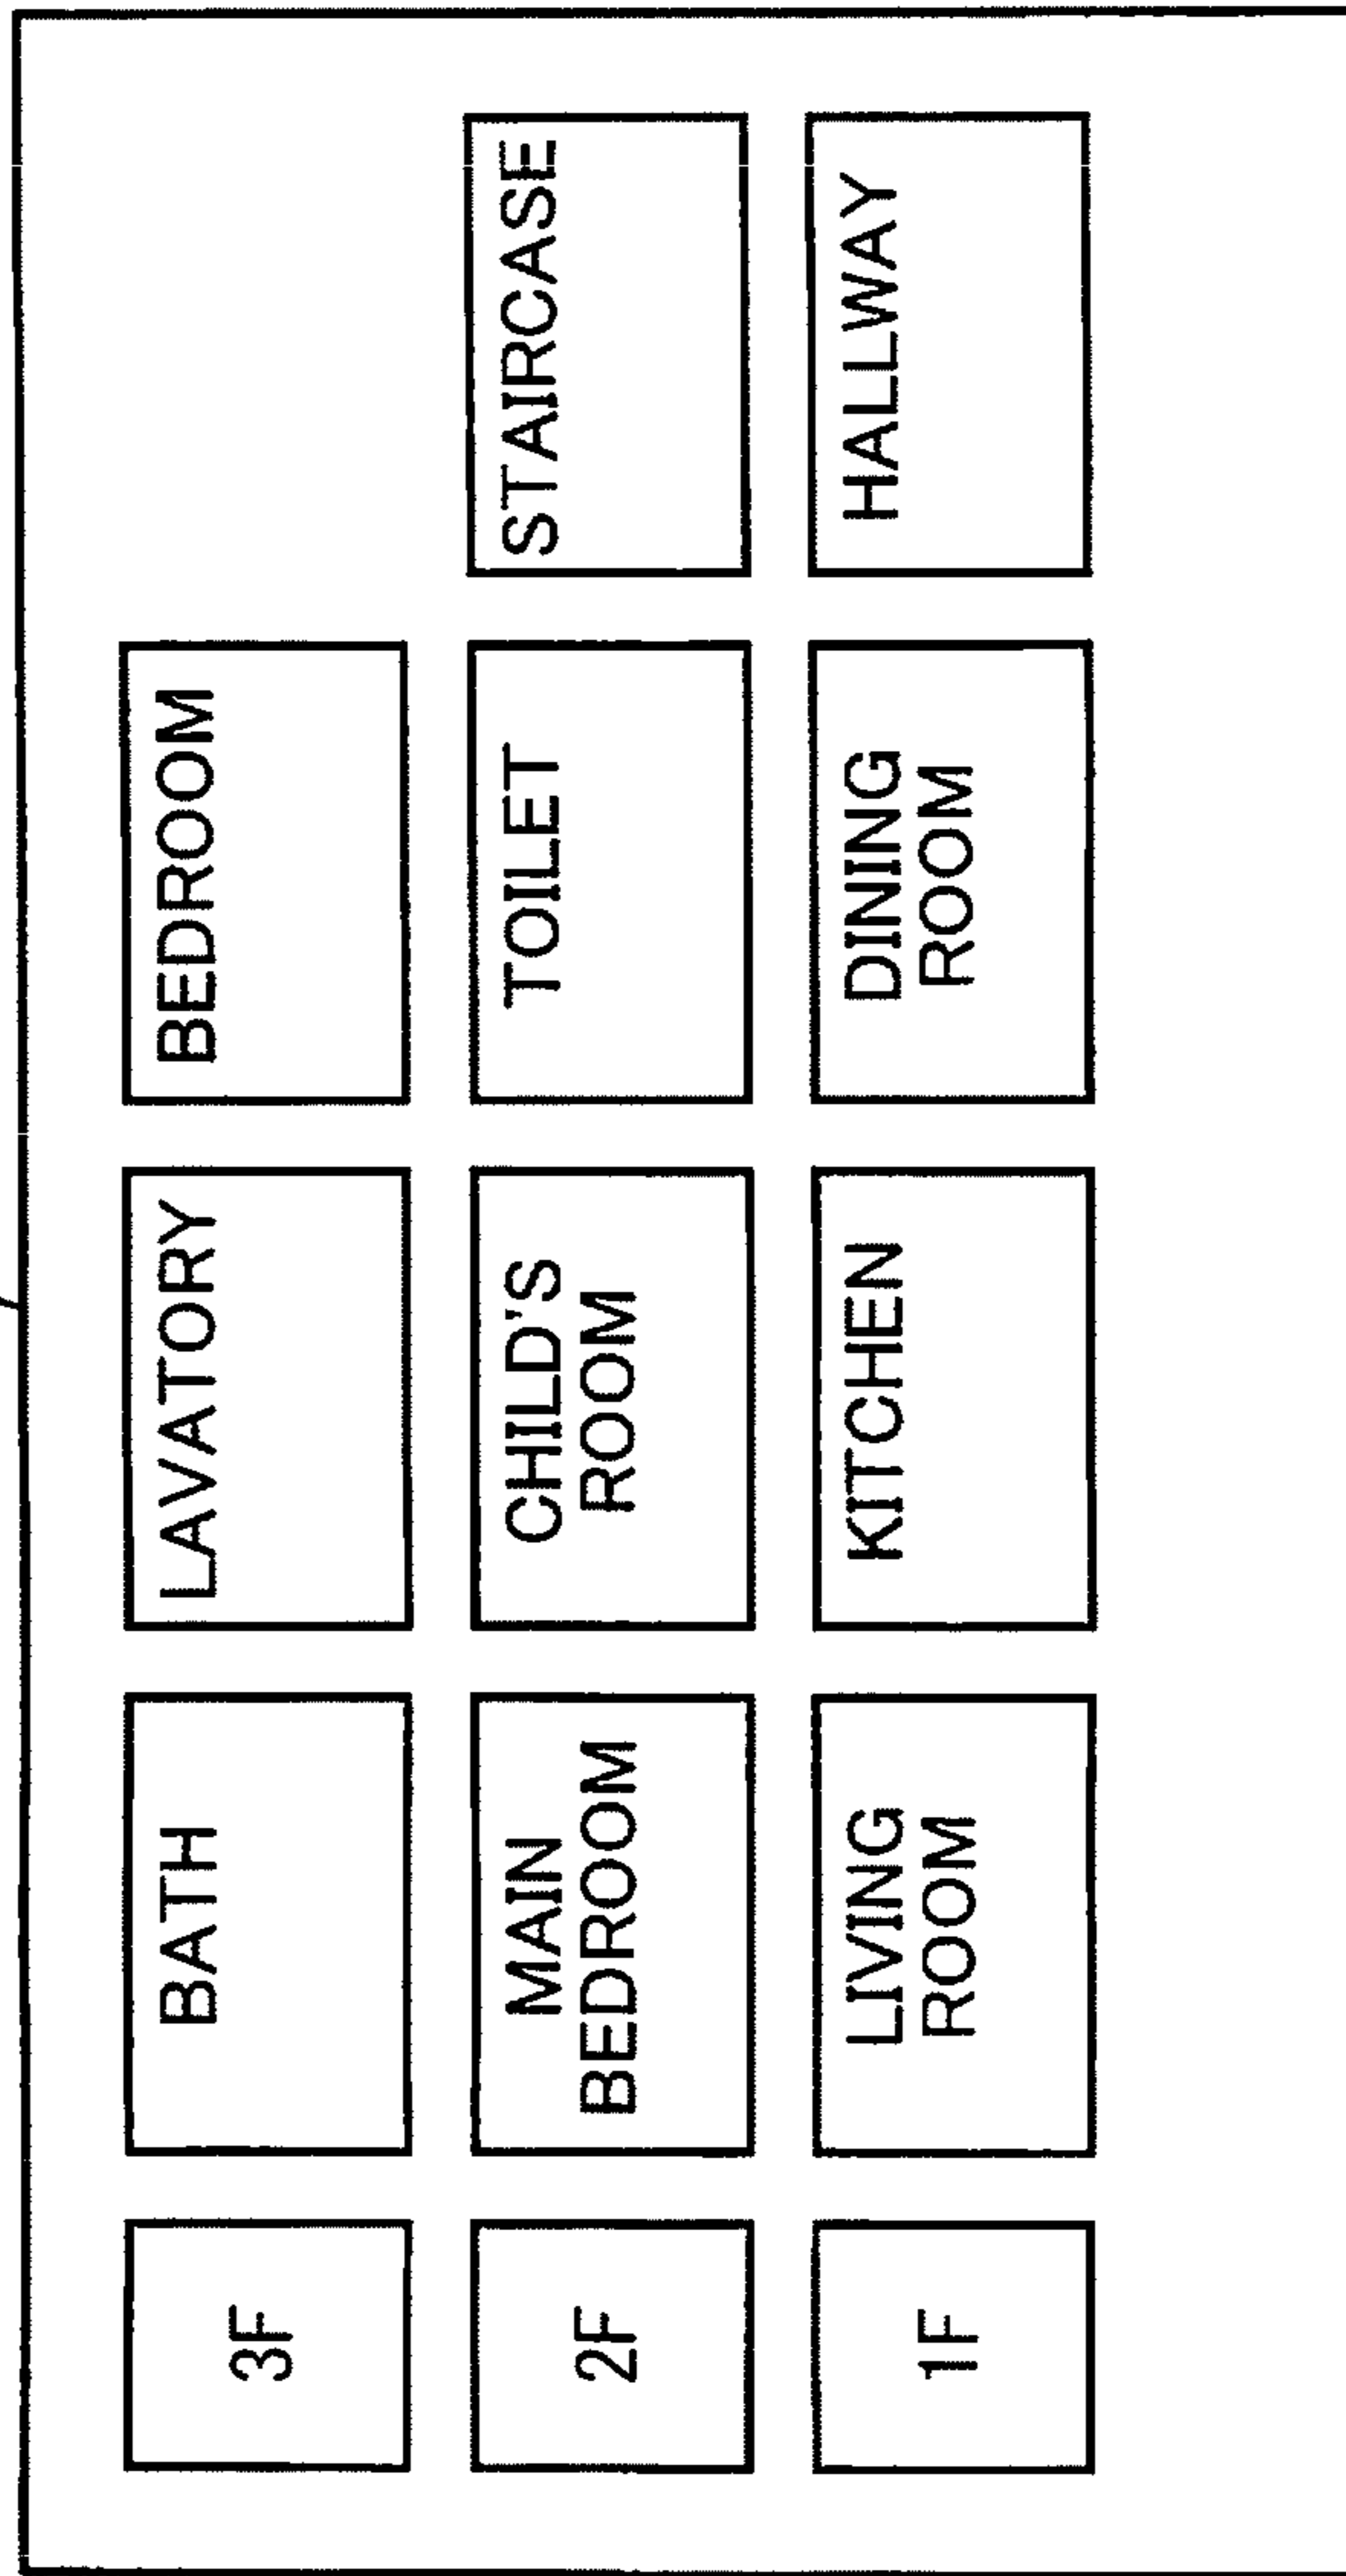 3F
BATH
LAVATORY
BEDROOM
2F
MAIN
BEDROOM
CHILD'S
ROOM
TOILET
STAIRCASE
1F
LIVING
ROOM
KITCHEN
DINING
ROOM
HALLWAY